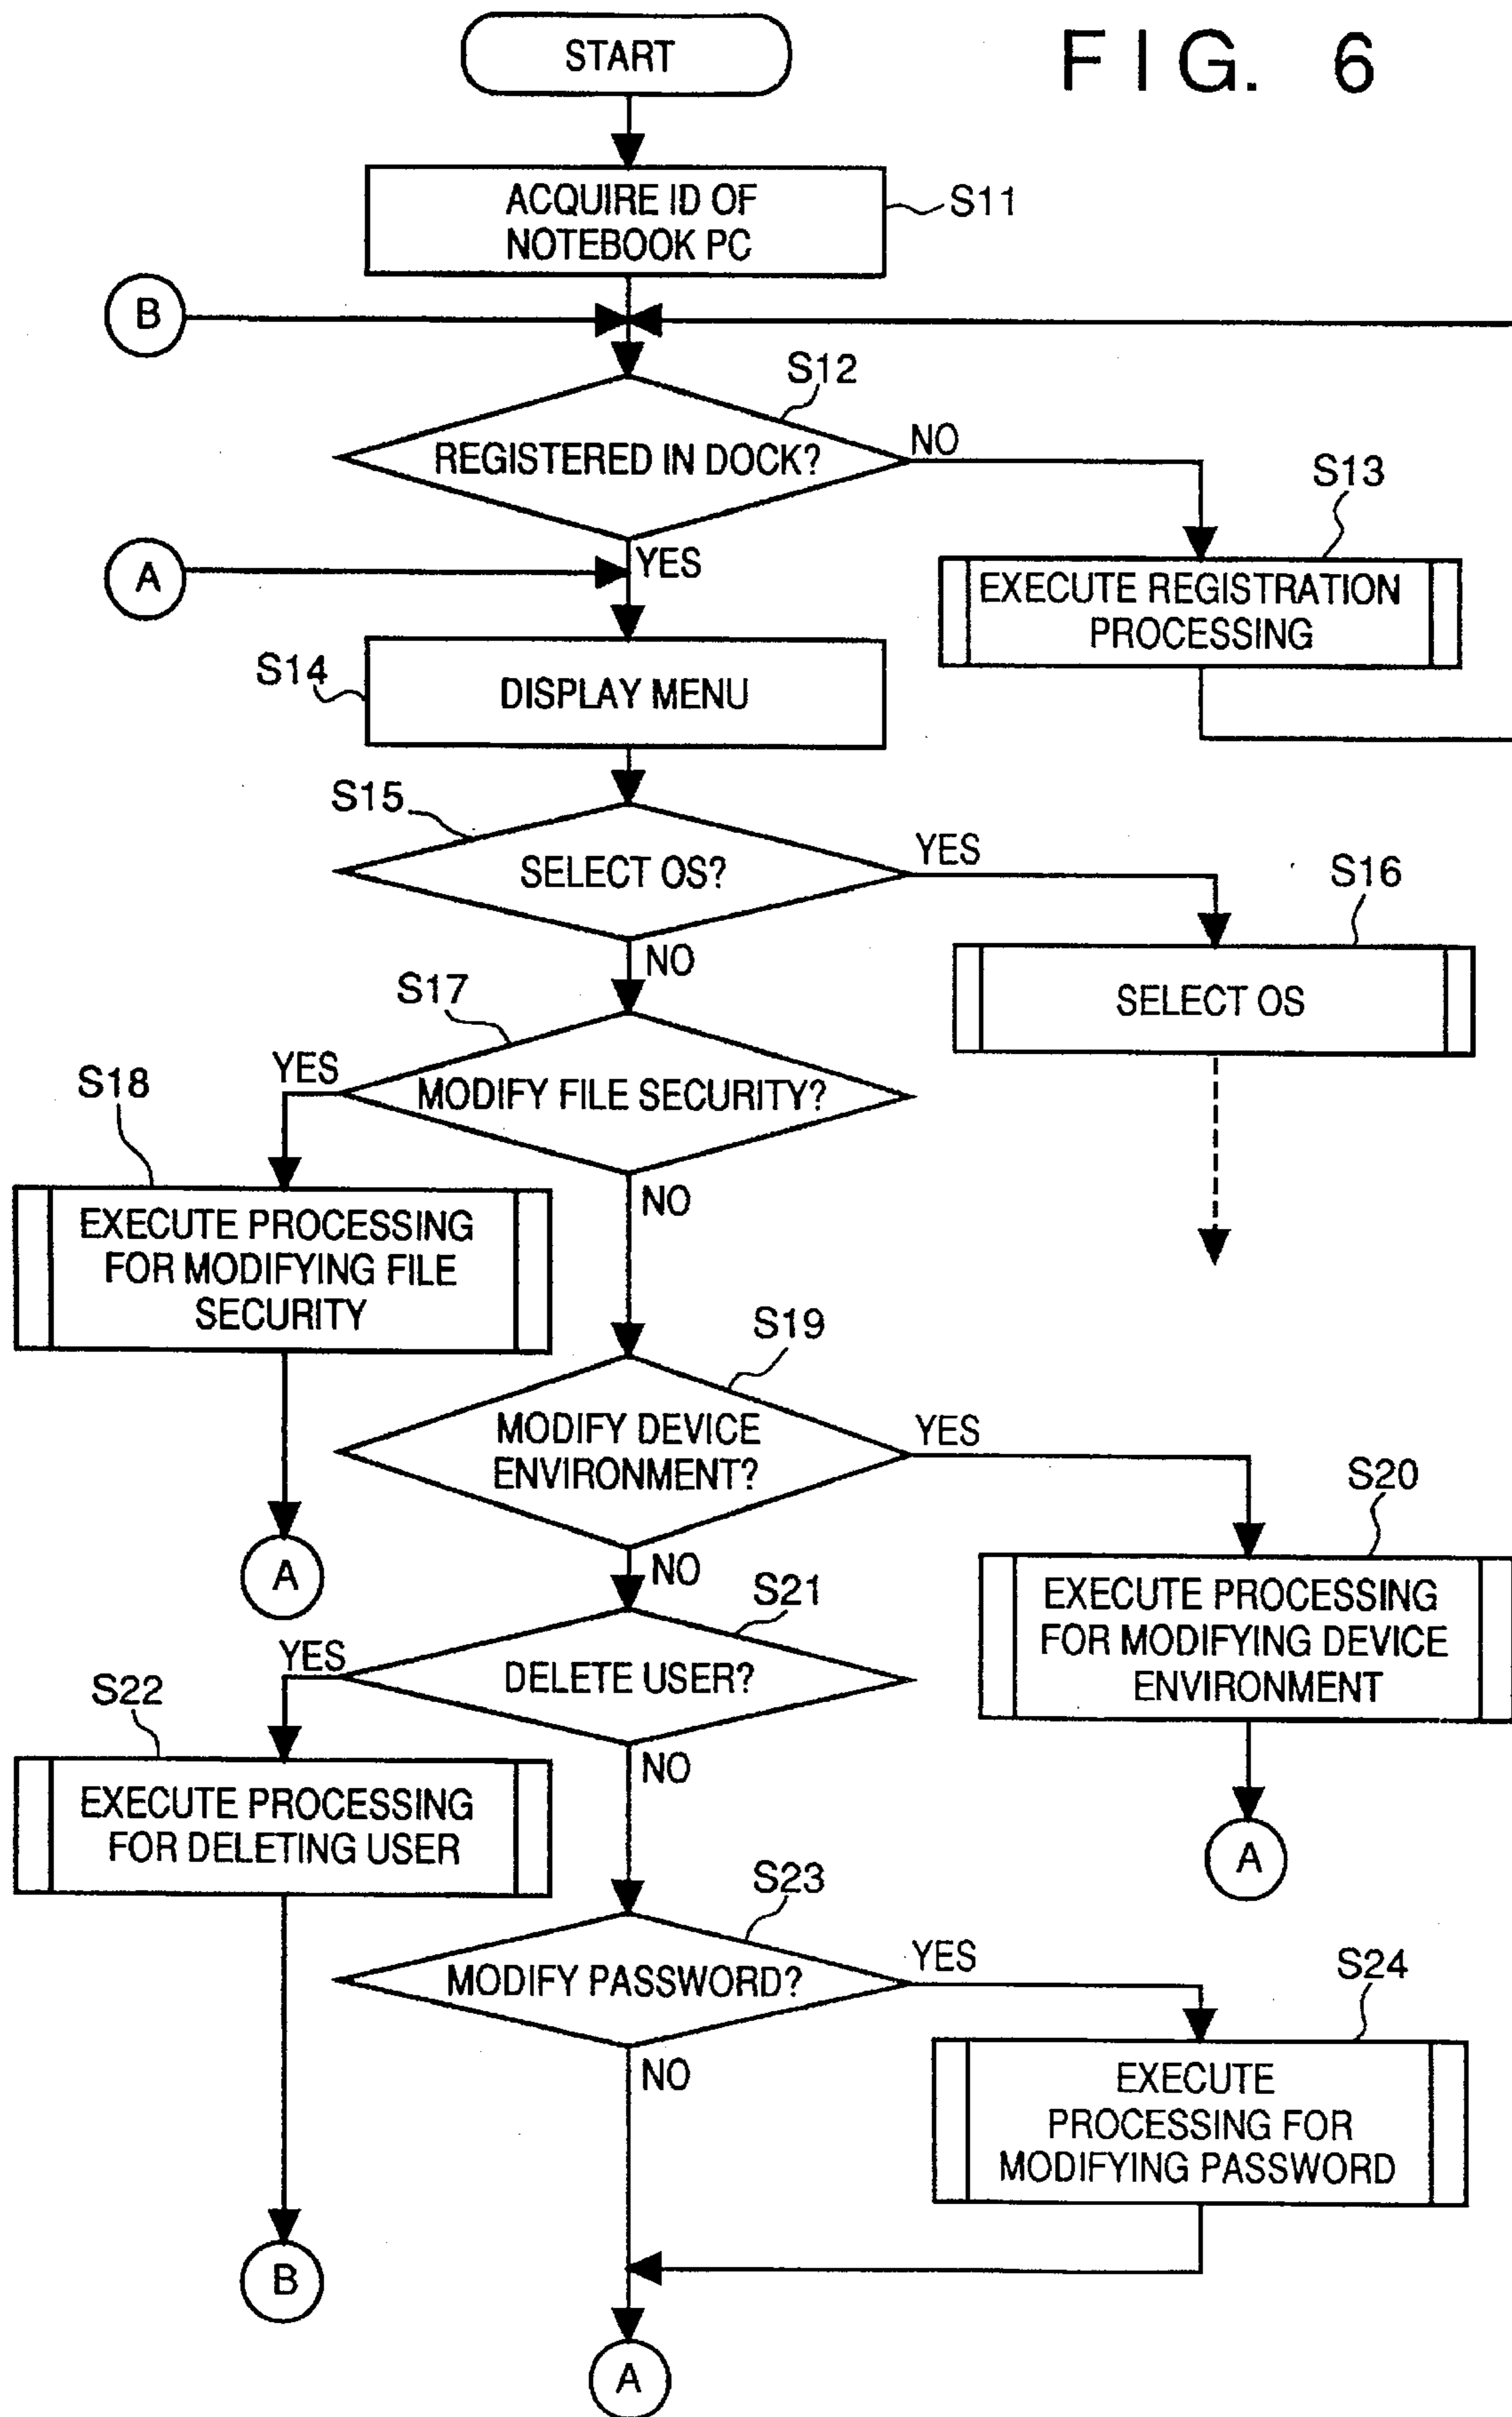 FIG. 6
START
ACQUIRE ID OF
NOTEBOOK PC
S11
B
S12
REGISTERED IN DOCK?
NO
S13
A
YES
EXECUTE REGISTRATION
PROCESSING
S14
DISPLAY MENU
S15
SELECT OS?
YES
S16
NO
SELECT OS
S17
YES
MODIFY FILE SECURITY?
S18
NO
EXECUTE PROCESSING
FOR MODIFYING FILE
SECURITY
S19
MODIFY DEVICE
ENVIRONMENT?
YES
S20
A
NO
EXECUTE PROCESSING
FOR MODIFYING DEVICE
ENVIRONMENT
S21
YES
DELETE USER?
S22
NO
EXECUTE PROCESSING
FOR DELETING USER
A
S23
MODIFY PASSWORD?
YES
S24
NO
EXECUTE
PROCESSING FOR
MODIFYING PASSWORD
B
A